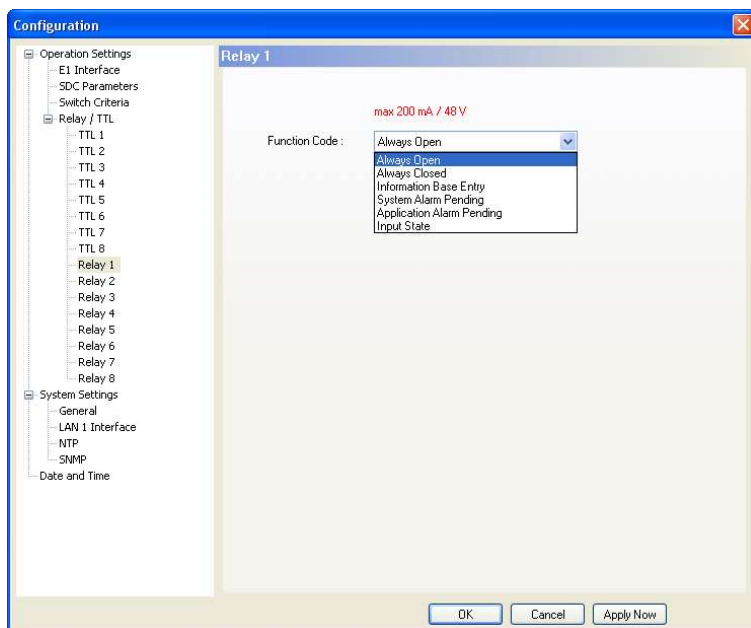 Configuration
Operation Settings
E1 Interface
SDC Parameters
Switch Criteria
Relay / TTL
TTL 1
TTL 2
TTL 3
TTL 4
TTL 5
TTL 6
TTL 7
TTL 8
Relay 1
Relay 2
Relay 3
Relay 4
Relay 5
Relay 6
Relay 7
Relay 8
System Settings
General
LAN 1 Interface
NTP
SNMP
Date and Time
Relay 1
max 200 mA / 48 V
Function Code :
Always Open
Always Open
Always Closed
Information Base Entry
System Alarm Pending
Application Alarm Pending
Input State
OK
Cancel
Apply Now